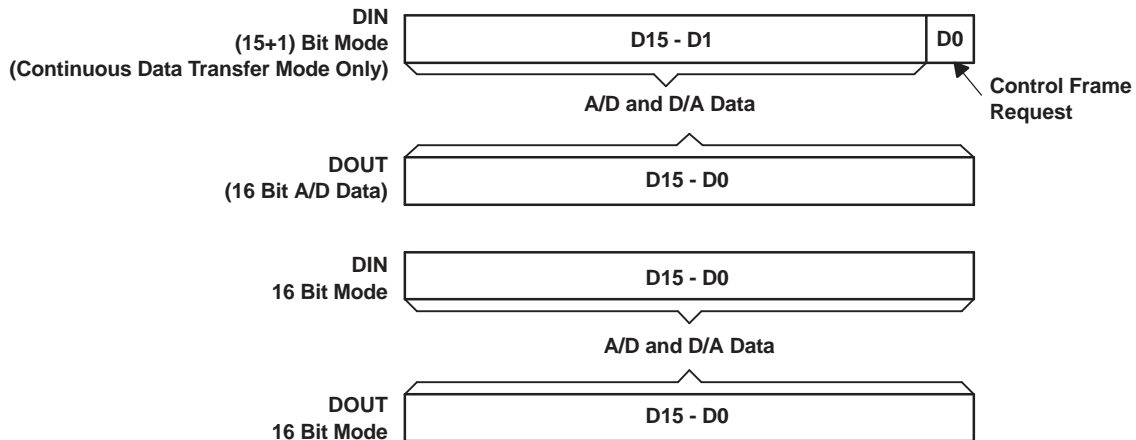 DIN
(15+1) Bit Mode
(Continuous Data Transfer Mode Only)
D15 - D1
D0
Control Frame
Request
A/D and D/A Data
DOUT
(16 Bit A/D Data)
D15 - D0
DIN
16 Bit Mode
D15 - D0
A/D and D/A Data
DOUT
16 Bit Mode
D15 - D0